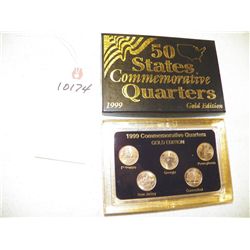 10174
50
States
Commemorative
Quarters
1999 Gold Edition
1999 Commemorative Quarters
GOLD EDITION
Delaware Georgia Pennsylvania
New Jersey Connecticut